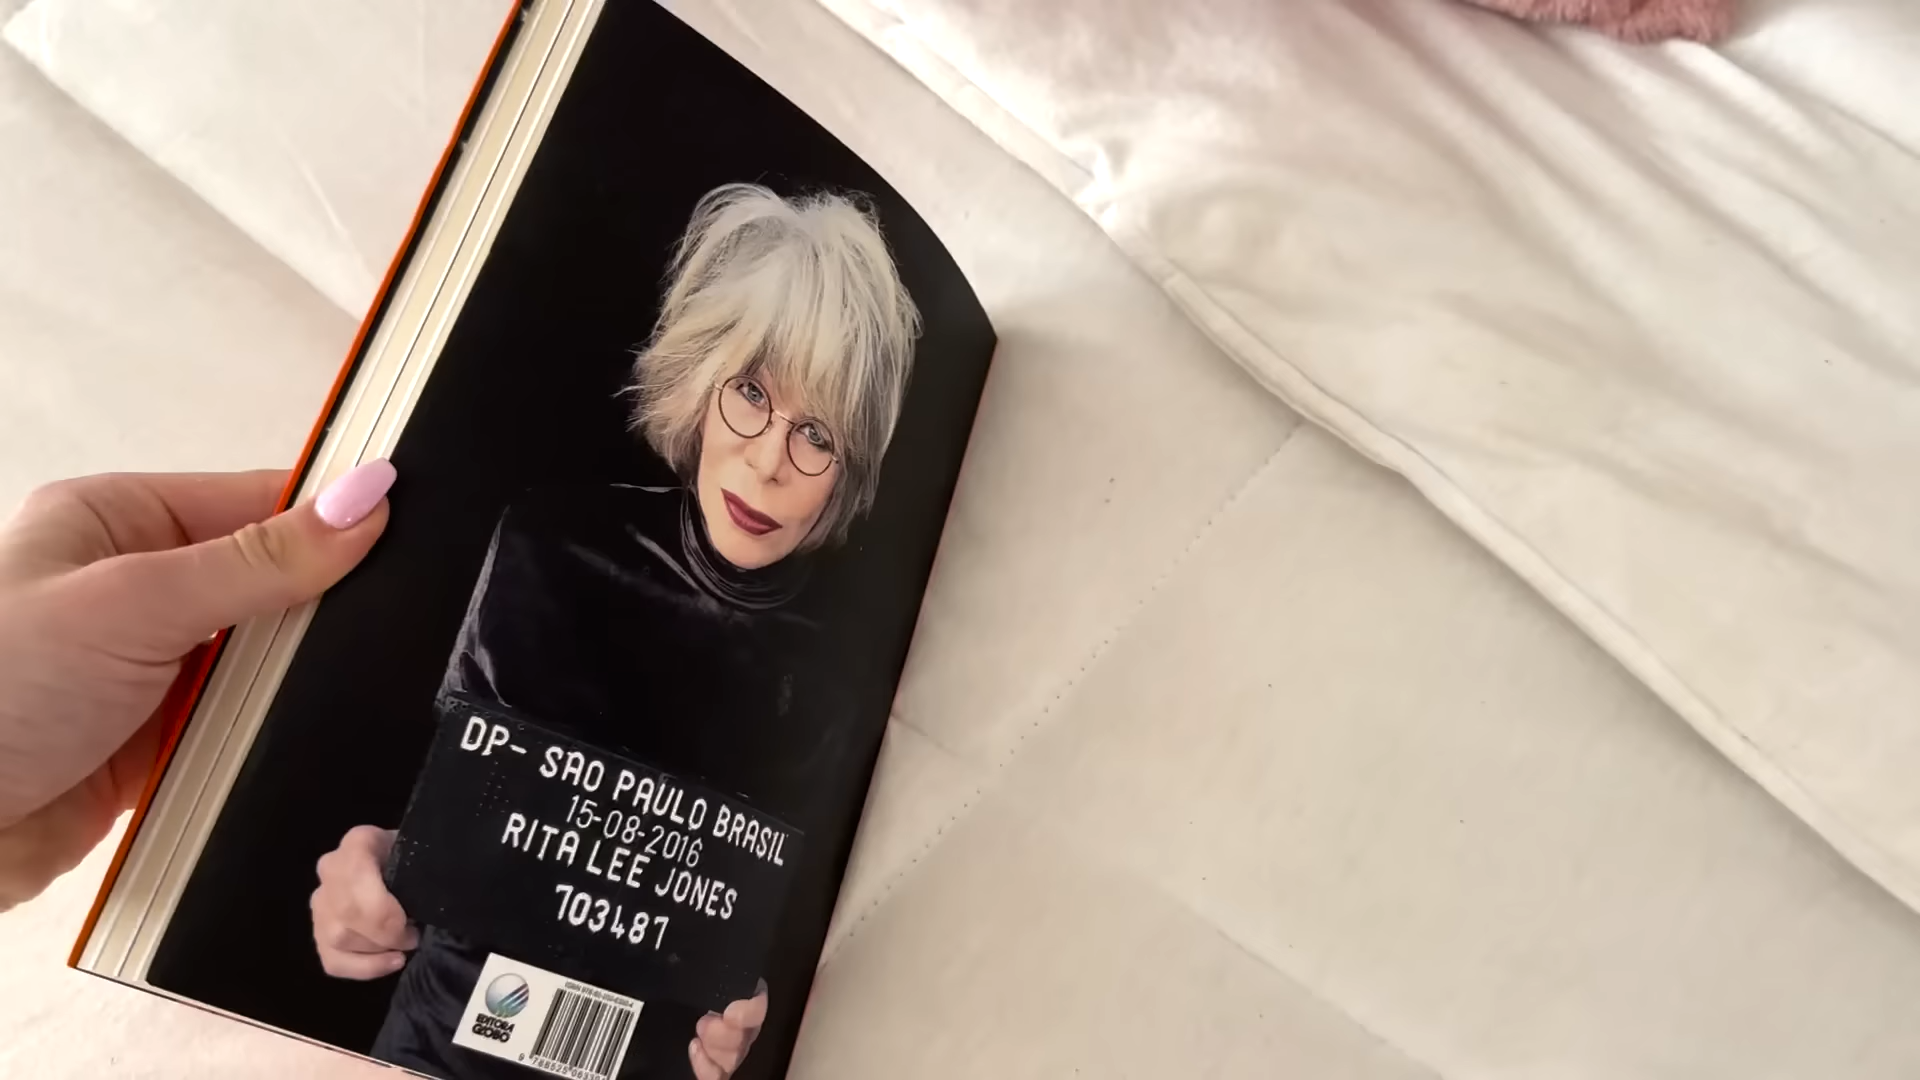 DP- SAO PAULO BRASIL
15-08-2016
RITA LEE JONES
703487
EDITORA
GLOBO